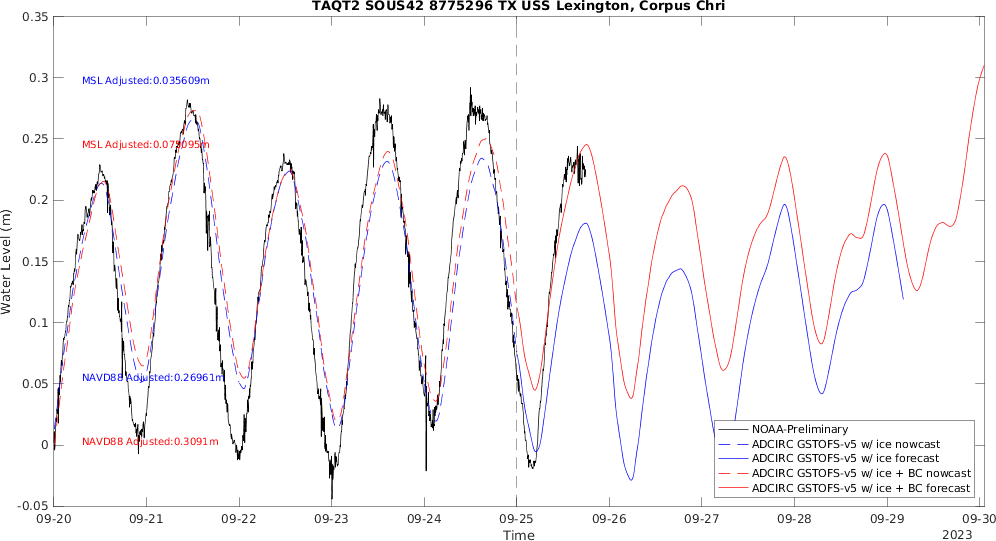 TAQT2 SOUS42 8775296 TX USS Lexington, Corpus Chri
0.35
0.3
0.25
0.2
0.15
0.1
0.05
0
-0.05
Water Level (m)
MSL Adjusted:0.035609m
MSL Adjusted:0.075095m
NAVD88 Adjusted:0.26961m
NAVD88 Adjusted:0.3091m
NOAA-Preliminary
ADCIRC GSTOFS-v5 w/ ice nowcast
ADCIRC GSTOFS-v5 w/ ice forecast
ADCIRC GSTOFS-v5 w/ ice + BC nowcast
ADCIRC GSTOFS-v5 w/ ice + BC forecast
09-20 09-21 09-22 09-23 09-24 09-25 09-26 09-27 09-28 09-29 09-30
Time
2023